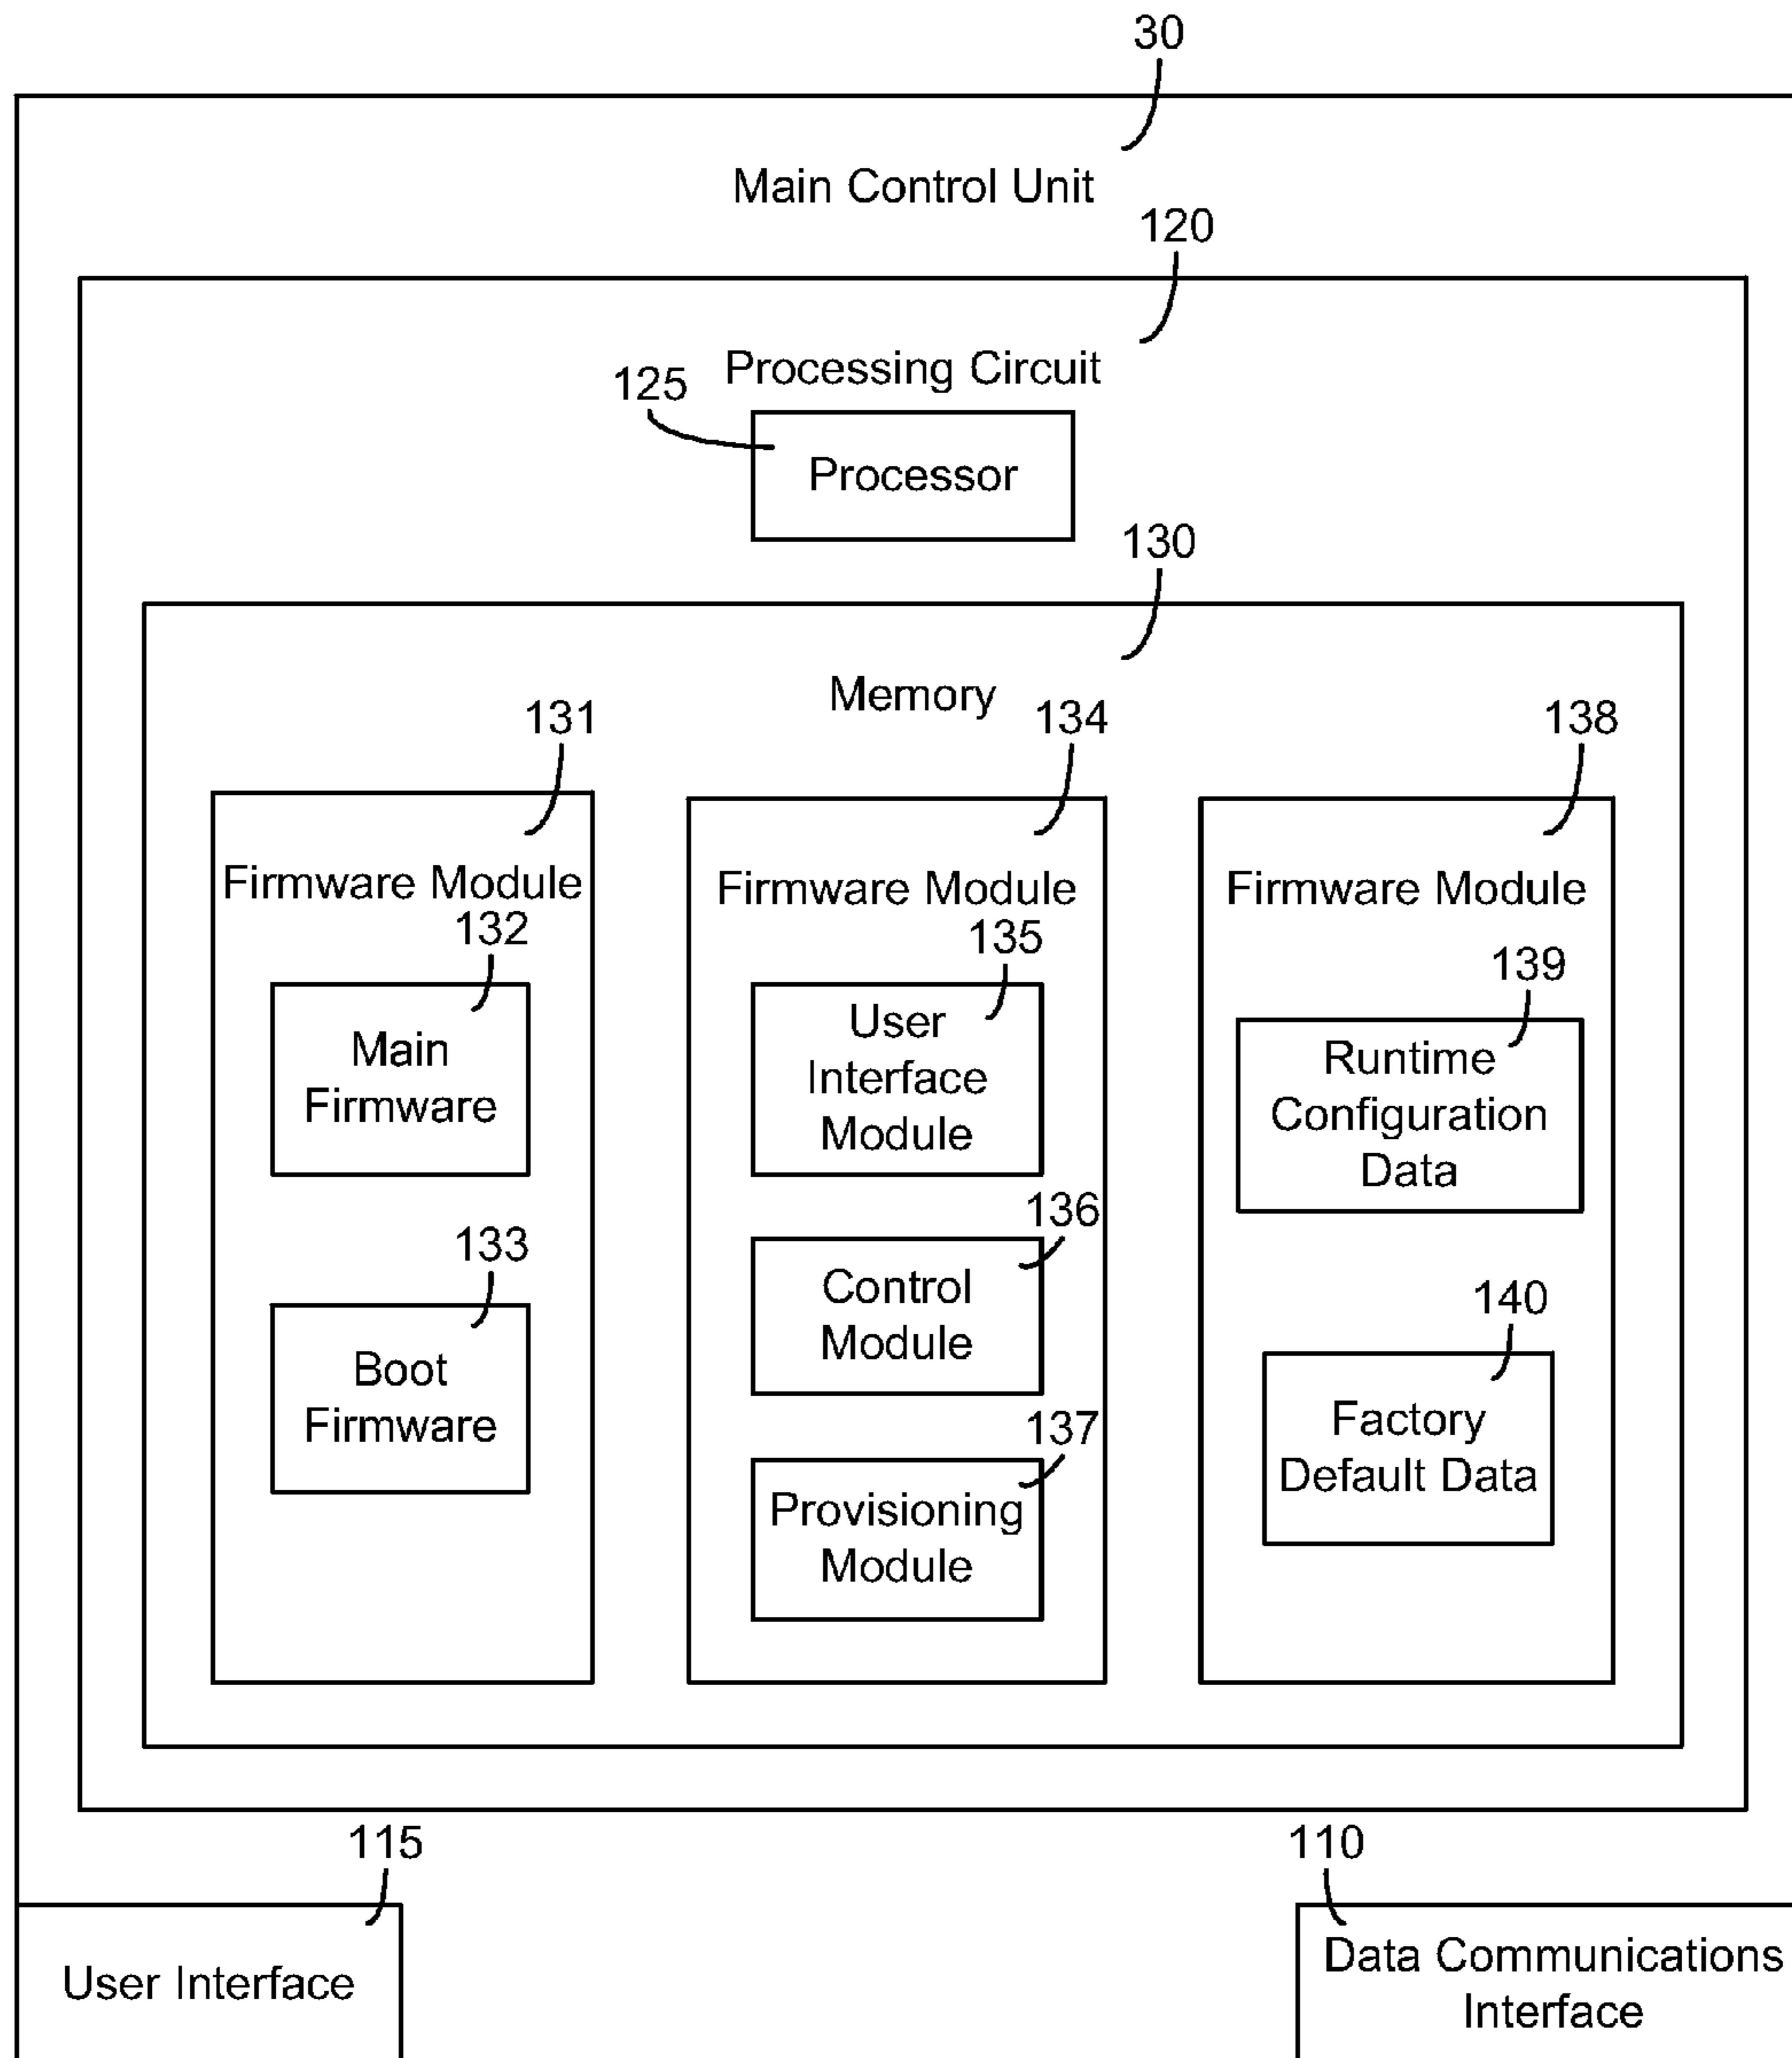 30
Main Control Unit
120
Processing Circuit
125
Processor
130
Memory
131
134
138
Firmware Module
132
Main
Firmware
133
Boot
Firmware
Firmware Module
135
User
Interface
Module
136
Control
Module
137
Provisioning
Module
Firmware Module
139
Runtime
Configuration
Data
140
Factory
Default Data
115
User Interface
110
Data Communications
Interface